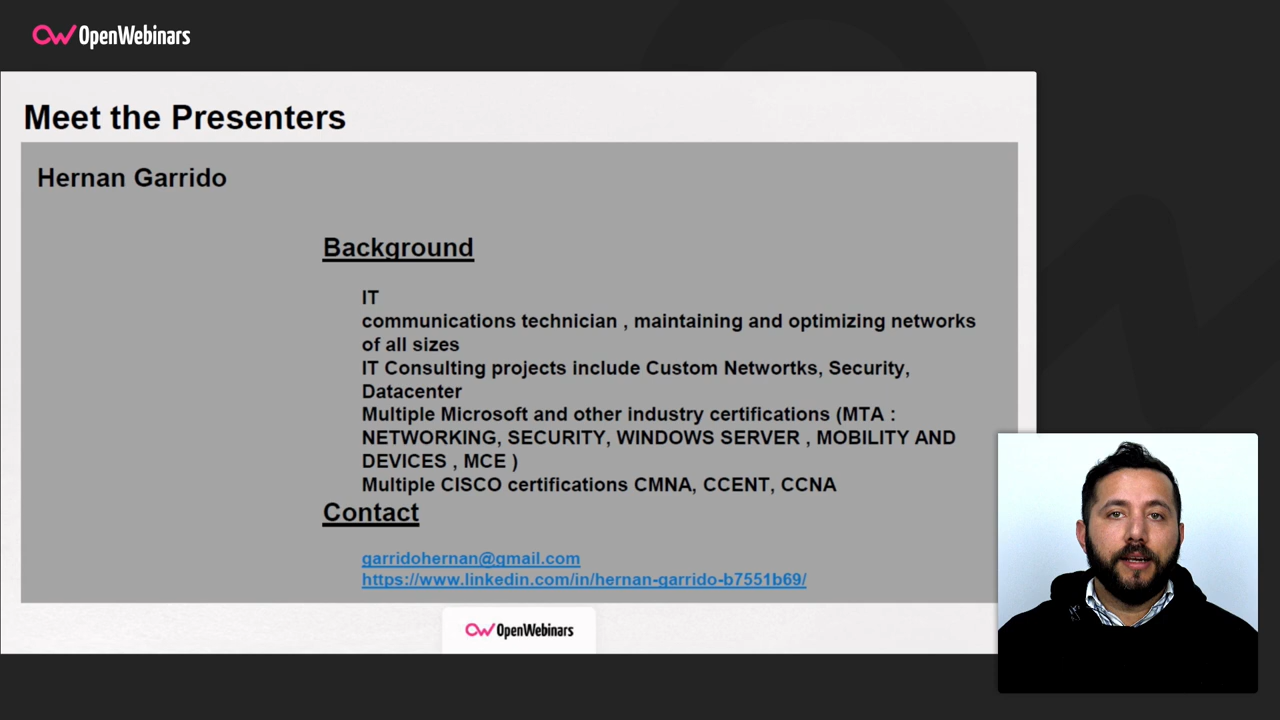 OpenWebinars
Meet the Presenters
Hernan Garrido
Background
IT
communications technician , maintaining and optimizing networks
of all sizes
IT Consulting projects include Custom Networtks, Security,
Datacenter
Multiple Microsoft and other industry certifications (MTA :
NETWORKING, SECURITY, WINDOWS SERVER , MOBILITY AND
DEVICES , MCE )
Multiple CISCO certifications CMNA, CCENT, CCNA
Contact
garridohernan@gmail.com
https://www.linkedin.com/in/hernan-garrido-b7551b69/
OpenWebinars